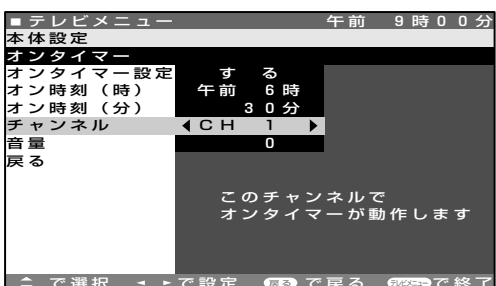 ■テレビメニュー 午前 9時00分
本体設定
オンタイマー
オンタイマー設定 する
オン時刻(時) 午前 6時
オン時刻(分) 30分
チャンネル ◀CH 1 ▶
音量 0
戻る
このチャンネルで
オンタイマーが動作します
で選択 ◀ ▶で設定 戻るで戻る で終了